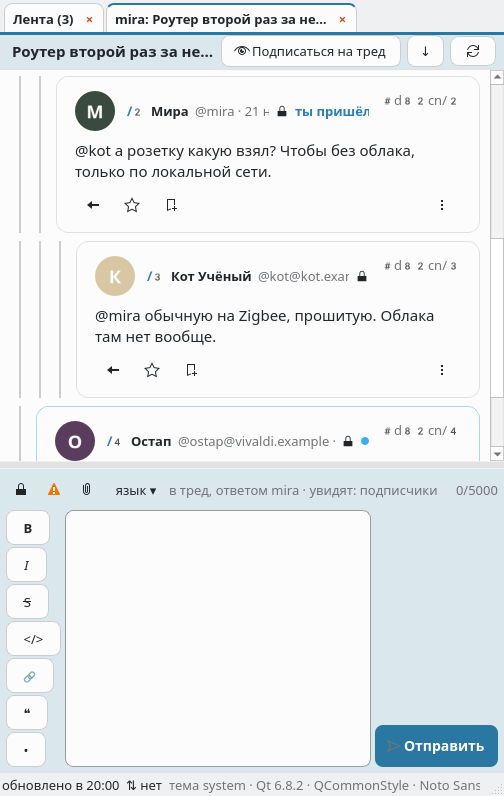 Лента (3) ×
mira: Роутер второй раз за не... ×
Роутер второй раз за не...
Подписаться на тред
↓
# d 8 2 cn/ 2
М
/ 2 Мира @mira · 21 н
ты пришёл
@kot а розетку какую взял? Чтобы без облака,
только по локальной сети.
# d 8 2 cn/ 3
К
/ 3 Кот Учёный @kot@kot.exar
@mira обычную на Zigbee, прошитую. Облака
там нет вообще.
# d 8 2 cn/ 4
О
/ 4 Остап @ostap@vivaldi.example ·
язык ▾
в тред, ответом mira · увидят: подписчики
0/5000
B
I
S
</>
❝
•
Отправить
обновлено в 20:00 ⇅ нет тема system · Qt 6.8.2 · QCommonStyle · Noto Sans